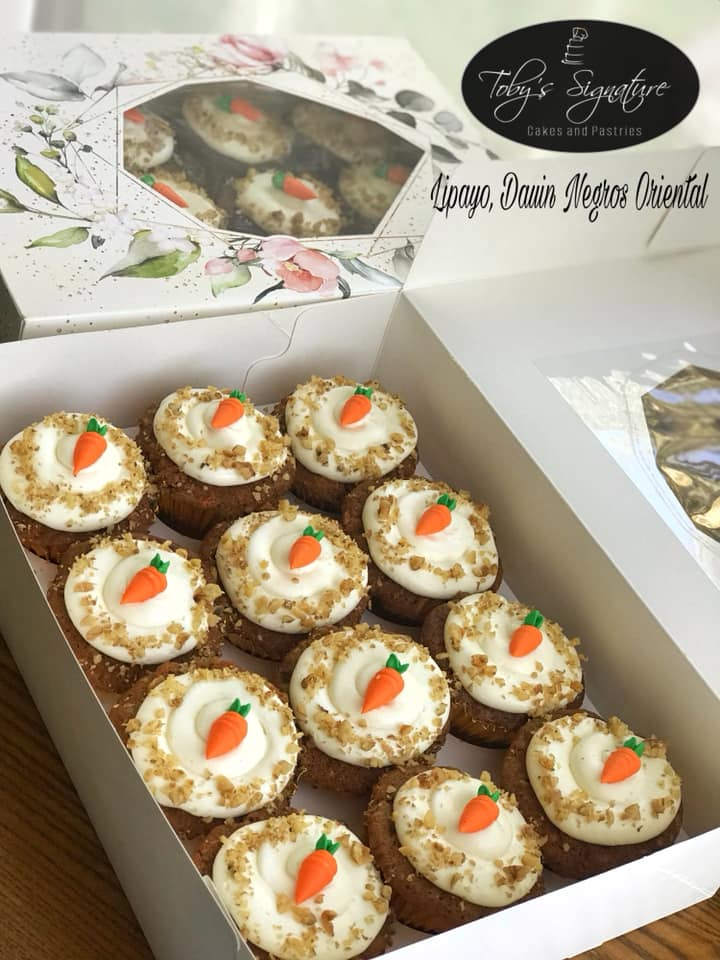 Toby's Signature
Cakes and Pastries
Lipayo, Dauin Negros Oriental